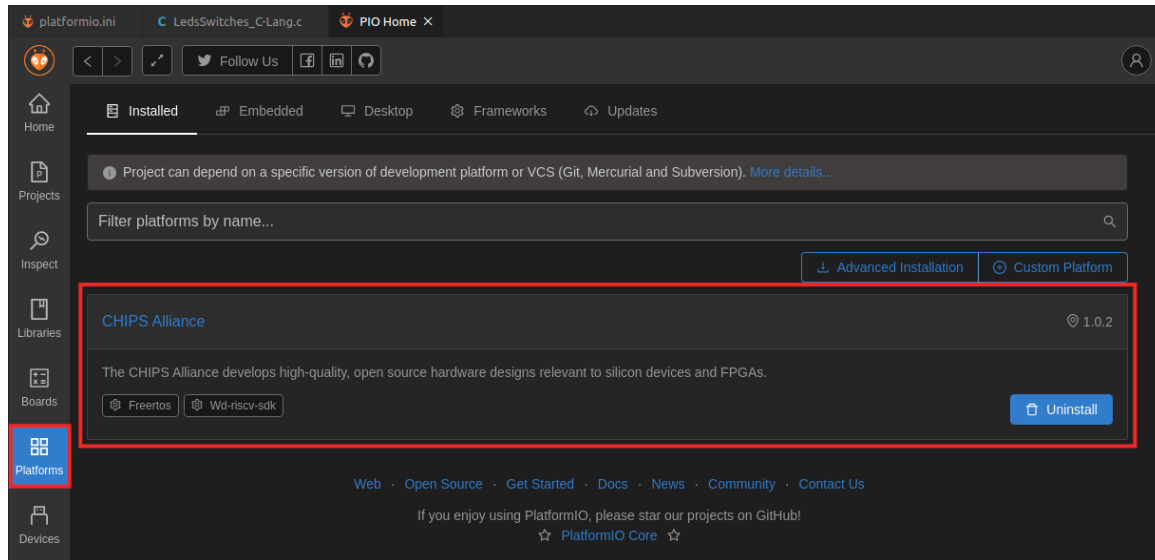 platformio.ini
C LedsSwitches_C-Lang.c
PIO Home
Follow Us
Home
Installed
Embedded
Desktop
Frameworks
Updates
Projects
Project can depend on a specific version of development platform or VCS (Git, Mercurial and Subversion). More details...
Filter platforms by name...
Inspect
Advanced Installation
Custom Platform
Libraries
CHIPS Alliance
1.0.2
The CHIPS Alliance develops high-quality, open source hardware designs relevant to silicon devices and FPGAs.
Boards
Freertos
Wd-riscv-sdk
Uninstall
Platforms
Web · Open Source · Get Started · Docs · News · Community · Contact Us
If you enjoy using PlatformIO, please star our projects on GitHub!
PlatformIO Core
Devices